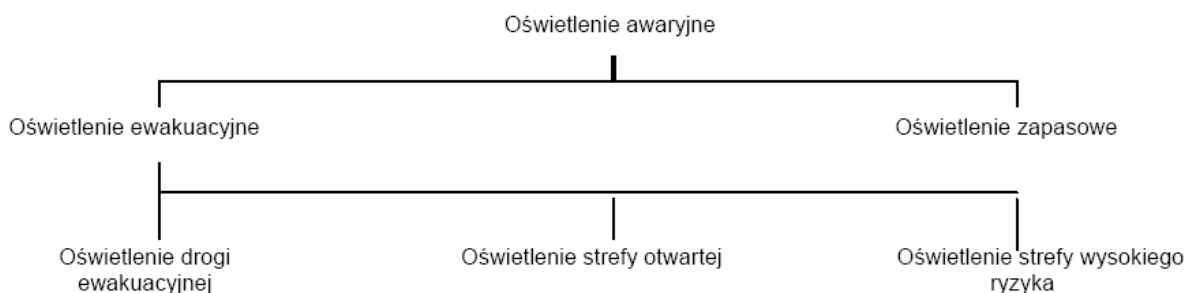 Oświetlenie awaryjne
Oświetlenie ewakuacyjne
Oświetlenie zapasowe
Oświetlenie drogi
ewakuacyjnej
Oświetlenie strefy otwartej
Oświetlenie strefy wysokiego
ryzyka